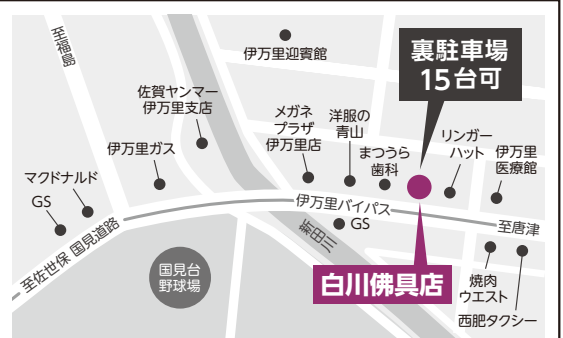 至福島
伊万里迎賓館
裏駐車場
15台可
佐賀ヤンマー
伊万里支店
メガネ
プラザ
伊万里店
洋服の
青山
まつうら
歯科
リンガー
ハット
伊万里
医療館
伊万里ガス
マクドナルド
GS
伊万里バイパス
GS
至唐津
至佐世保 国見道路
新田川
国見台
野球場
白川佛具店
焼肉
ウエスト
西肥タクシー